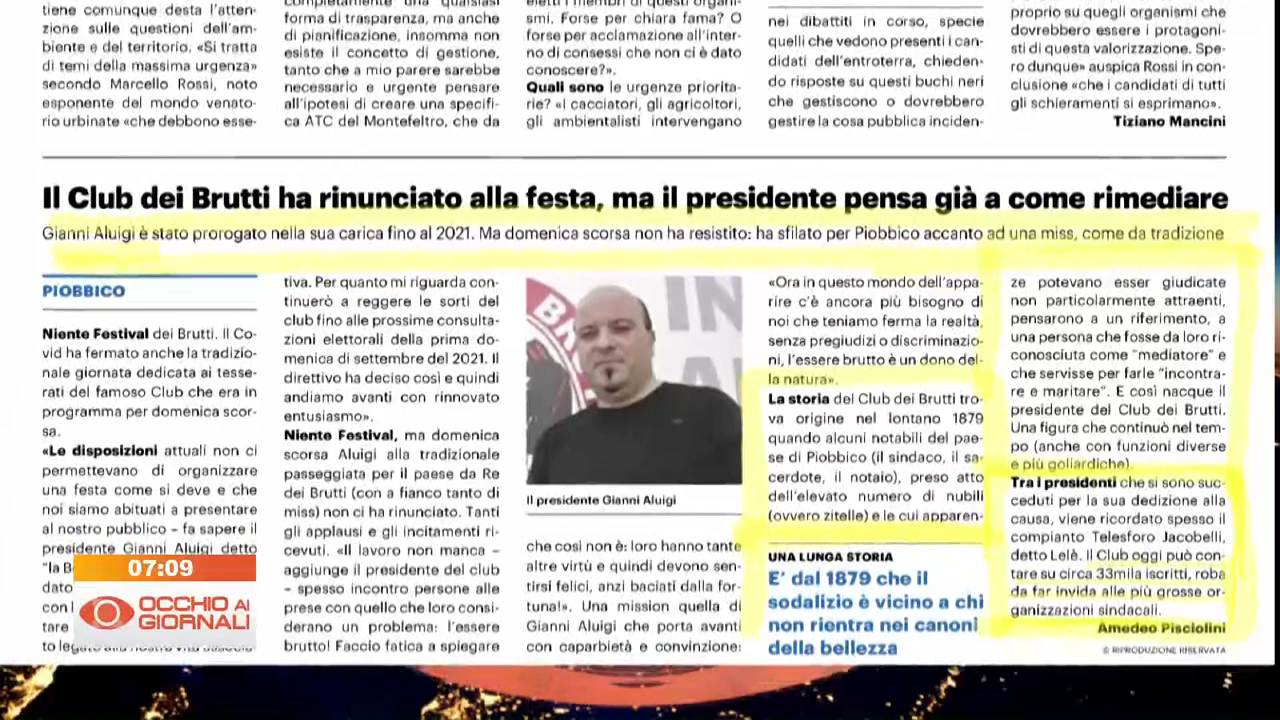 tiene comunque desta l'atten-
zione sulle questioni dell'am-
biente e del territorio. «Si tratta
di temi della massima urgenza»
secondo Marcello Rossi, noto
esponente del mondo venato-
rio urbinate «che debbono esse-
completamente una qualsiasi
forma di trasparenza, ma anche
di pianificazione, insomma non
esiste il concetto di gestione,
tanto che a mio parere sarebbe
necessario e urgente pensare
all'ipotesi di creare una specifi-
ca ATC del Montefeltro, che da
eletti i membri di questi organi-
smi. Forse per chiara fama? O
forse per acclamazione all'inter-
no di consessi che non ci è dato
conoscere?».
Quali sono le urgenze priorita-
rie? «I cacciatori, gli agricoltori,
gli ambientalisti intervengano
nei dibattiti in corso, specie
quelli che vedono presenti i can-
didati dell'entroterra, chieden-
do risposte su questi buchi neri
che gestiscono o dovrebbero
gestire la cosa pubblica inciden-
proprio su quegli organismi che
dovrebbero essere i protagoni-
sti di questa valorizzazione. Spe-
ro dunque» auspica Rossi in con-
clusione «che i candidati di tutti
gli schieramenti si esprimano».
Tiziano Mancini
Il Club dei Brutti ha rinunciato alla festa, ma il presidente pensa già a come rimediare
Gianni Aluigi è stato prorogato nella sua carica fino al 2021. Ma domenica scorsa non ha resistito: ha sfilato per Piobbico accanto ad una miss, come da tradizione
PIOBBICO
Niente Festival dei Brutti. Il Co-
vid ha fermato anche la tradizio-
nale giornata dedicata ai tesse-
rati del famoso Club che era in
programma per domenica scor-
sa.
«Le disposizioni attuali non ci
permettevano di organizzare
una festa come si deve e che
noi siamo abituati a presentare
al nostro pubblico – fa sapere il
presidente Gianni Aluigi detto
"la B
dato
con l
tare
to
tiva. Per quanto mi riguarda con-
tinuerò a reggere le sorti del
club fino alle prossime consulta-
zioni elettorali della prima do-
menica di settembre del 2021. Il
direttivo ha deciso così e quindi
andiamo avanti con rinnovato
entusiasmo».
Niente Festival, ma domenica
scorsa Aluigi alla tradizionale
passeggiata per il paese da Re
dei Brutti (con a fianco tanto di
miss) non ci ha rinunciato. Tanti
gli applausi e gli incitamenti ri-
cevuti. «Il lavoro non manca –
aggiunge il presidente del club
– spesso incontro persone alle
prese con quello che loro consi-
derano un problema: l'essere
brutto! Faccio fatica a spiegare
Il presidente Gianni Aluigi
che così non è: loro hanno tante
altre virtù e quindi devono sen-
tirsi felici, anzi baciati dalla for-
tuna!». Una mission quella di
Gianni Aluigi che porta avanti
con caparbietà e convinzione:
«Ora in questo mondo dell'appa-
rire c'è ancora più bisogno di
noi che teniamo ferma la realtà,
senza pregiudizi o discriminazio-
ni, l'essere brutto è un dono del-
la natura».
La storia del Club dei Brutti tro-
va origine nel lontano 1879
quando alcuni notabili del pae-
se di Piobbico (il sindaco, il sa-
cerdote, il notaio), preso atto
dell'elevato numero di nubili
(ovvero zitelle) e le cui apparen-
UNA LUNGA STORIA
E' dal 1879 che il
sodalizio è vicino a chi
non rientra nei canoni
della bellezza
ze potevano esser giudicate
non particolarmente attraenti,
pensarono a un riferimento, a
una persona che fosse da loro ri-
conosciuta come "mediatore" e
che servisse per farle "incontra-
re e maritare". E così nacque il
presidente del Club dei Brutti.
Una figura che continuò nel tem-
po (anche con funzioni diverse
e più goliardiche).
Tra i presidenti che si sono suc-
ceduti per la sua dedizione alla
causa, viene ricordato spesso il
compianto Telesforo Jacobelli,
detto Lelè. Il Club oggi può con-
tare su circa 33mila iscritti, roba
da far invidia alle più grosse or-
ganizzazioni sindacali.
Amedeo Pisciolini
© RIPRODUZIONE RISERVATA
07:09
OCCHIO AI
GIORNALI